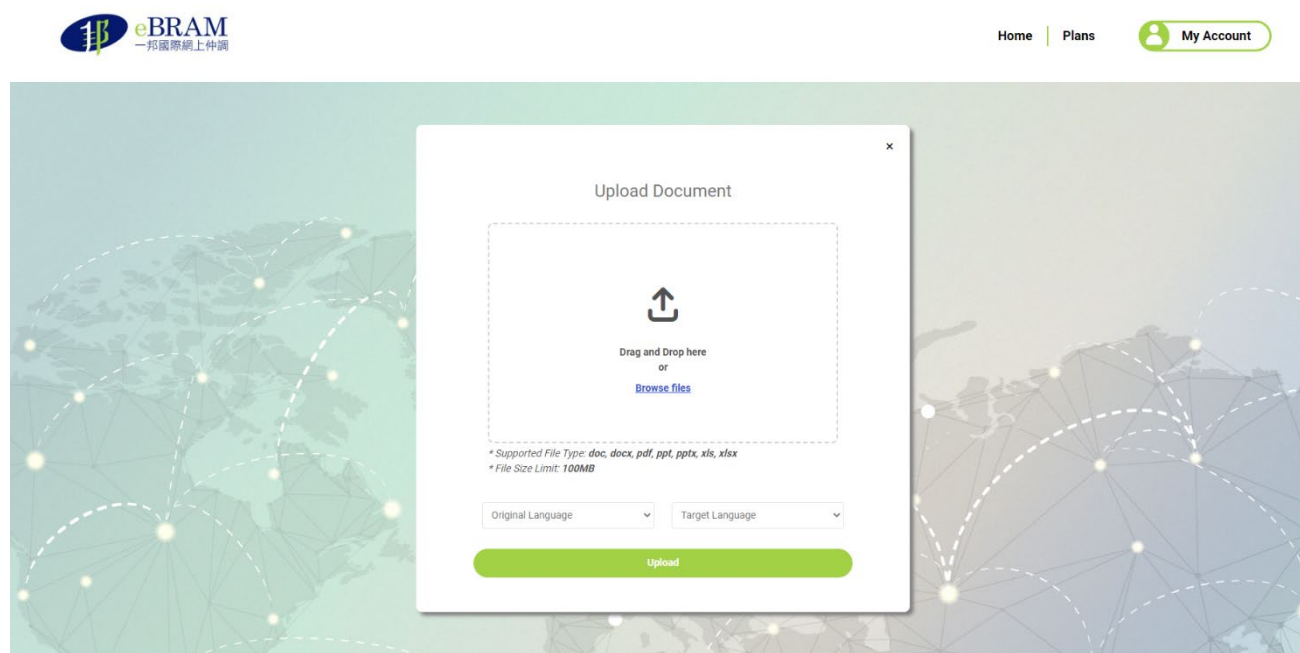 eBRAM
一邦國際網上仲調
Home
Plans
My Account
×
Upload Document
Drag and Drop here
or
Browse files
* Supported File Type: doc, docx, pdf, ppt, pptx, xls, xlsx
* File Size Limit: 100MB
Original Language
Target Language
Upload